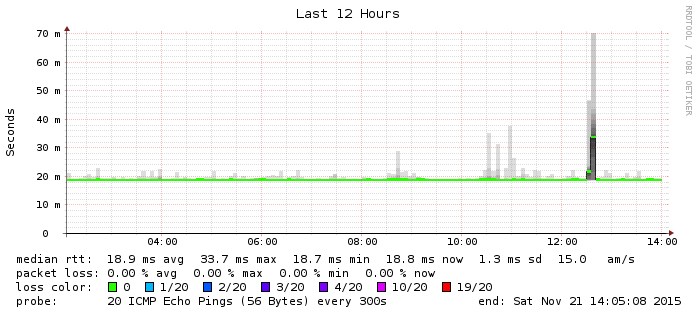 Last 12 Hours
RRDTOOL / TOBI OETIKER
Seconds
70 m
60 m
50 m
40 m
30 m
20 m
10 m
0
04:00 06:00 08:00 10:00 12:00 14:00
median rtt: 18.9 ms avg 33.7 ms max 18.7 ms min 18.8 ms now 1.3 ms sd 15.0 am/s
packet loss: 0.00 % avg 0.00 % max 0.00 % min 0.00 % now
loss color: 0 1/20 2/20 3/20 4/20 10/20 19/20
probe: 20 ICMP Echo Pings (56 Bytes) every 300s end: Sat Nov 21 14:05:08 2015